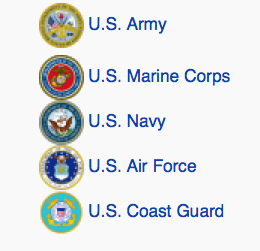 U.S. Army
U.S. Marine Corps
U.S. Navy
U.S. Air Force
U.S. Coast Guard